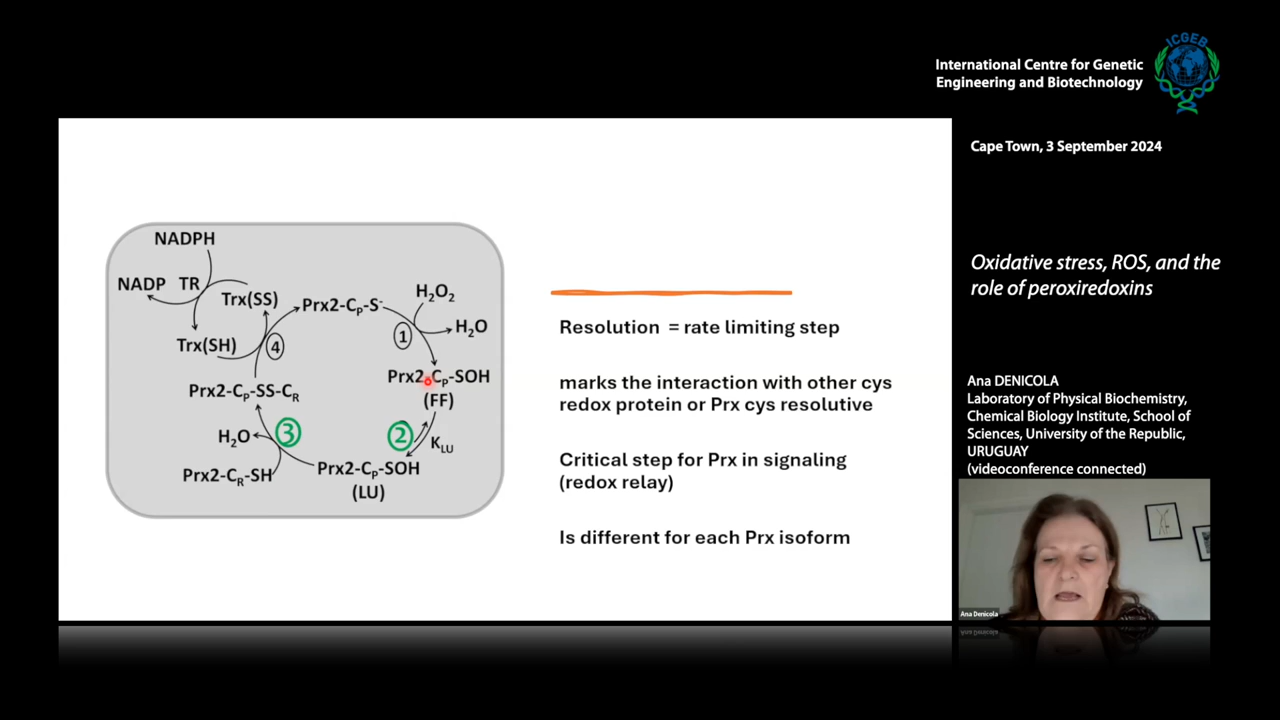 ICGEB
International Centre for Genetic
Engineering and Biotechnology
Cape Town, 3 September 2024
Oxidative stress, ROS, and the
role of peroxiredoxins
Ana DENICOLA
Laboratory of Physical Biochemistry,
Chemical Biology Institute, School of
Sciences, University of the Republic,
URUGUAY
(videoconference connected)
Ana Denicola
NADPH
NADP TR
Trx(SS)
Trx(SH)
Prx2-CP-S-
H2O2
H2O
1
Prx2-CP-SOH
(FF)
2
KLU
Prx2-CP-SOH
(LU)
3
H2O
Prx2-CR-SH
Prx2-CP-SS-CR
4
Resolution = rate limiting step
marks the interaction with other cys
redox protein or Prx cys resolutive
Critical step for Prx in signaling
(redox relay)
Is different for each Prx isoform